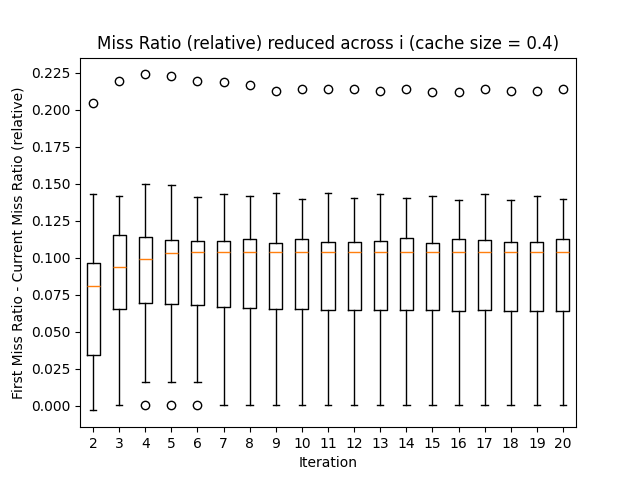 Miss Ratio (relative) reduced across i (cache size = 0.4)
First Miss Ratio - Current Miss Ratio (relative)
0.225
0.200
0.175
0.150
0.125
0.100
0.075
0.050
0.025
0.000
2 3 4 5 6 7 8 9 10 11 12 13 14 15 16 17 18 19 20
Iteration